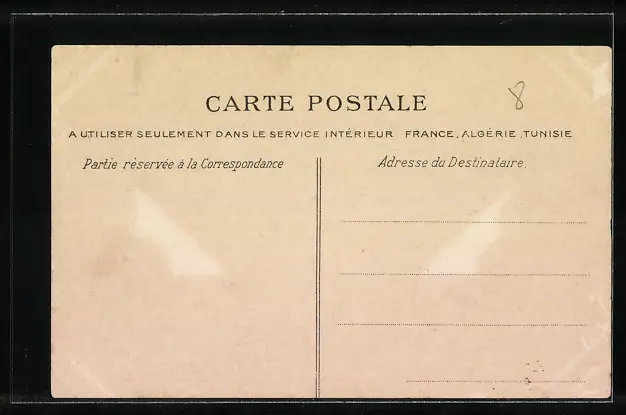 CARTE POSTALE
8
A UTILISER SEULEMENT DANS LE SERVICE INTÉRIEUR FRANCE, ALGÉRIE, TUNISIE
Partie réservée à la Correspondance
Adresse du Destinataire.